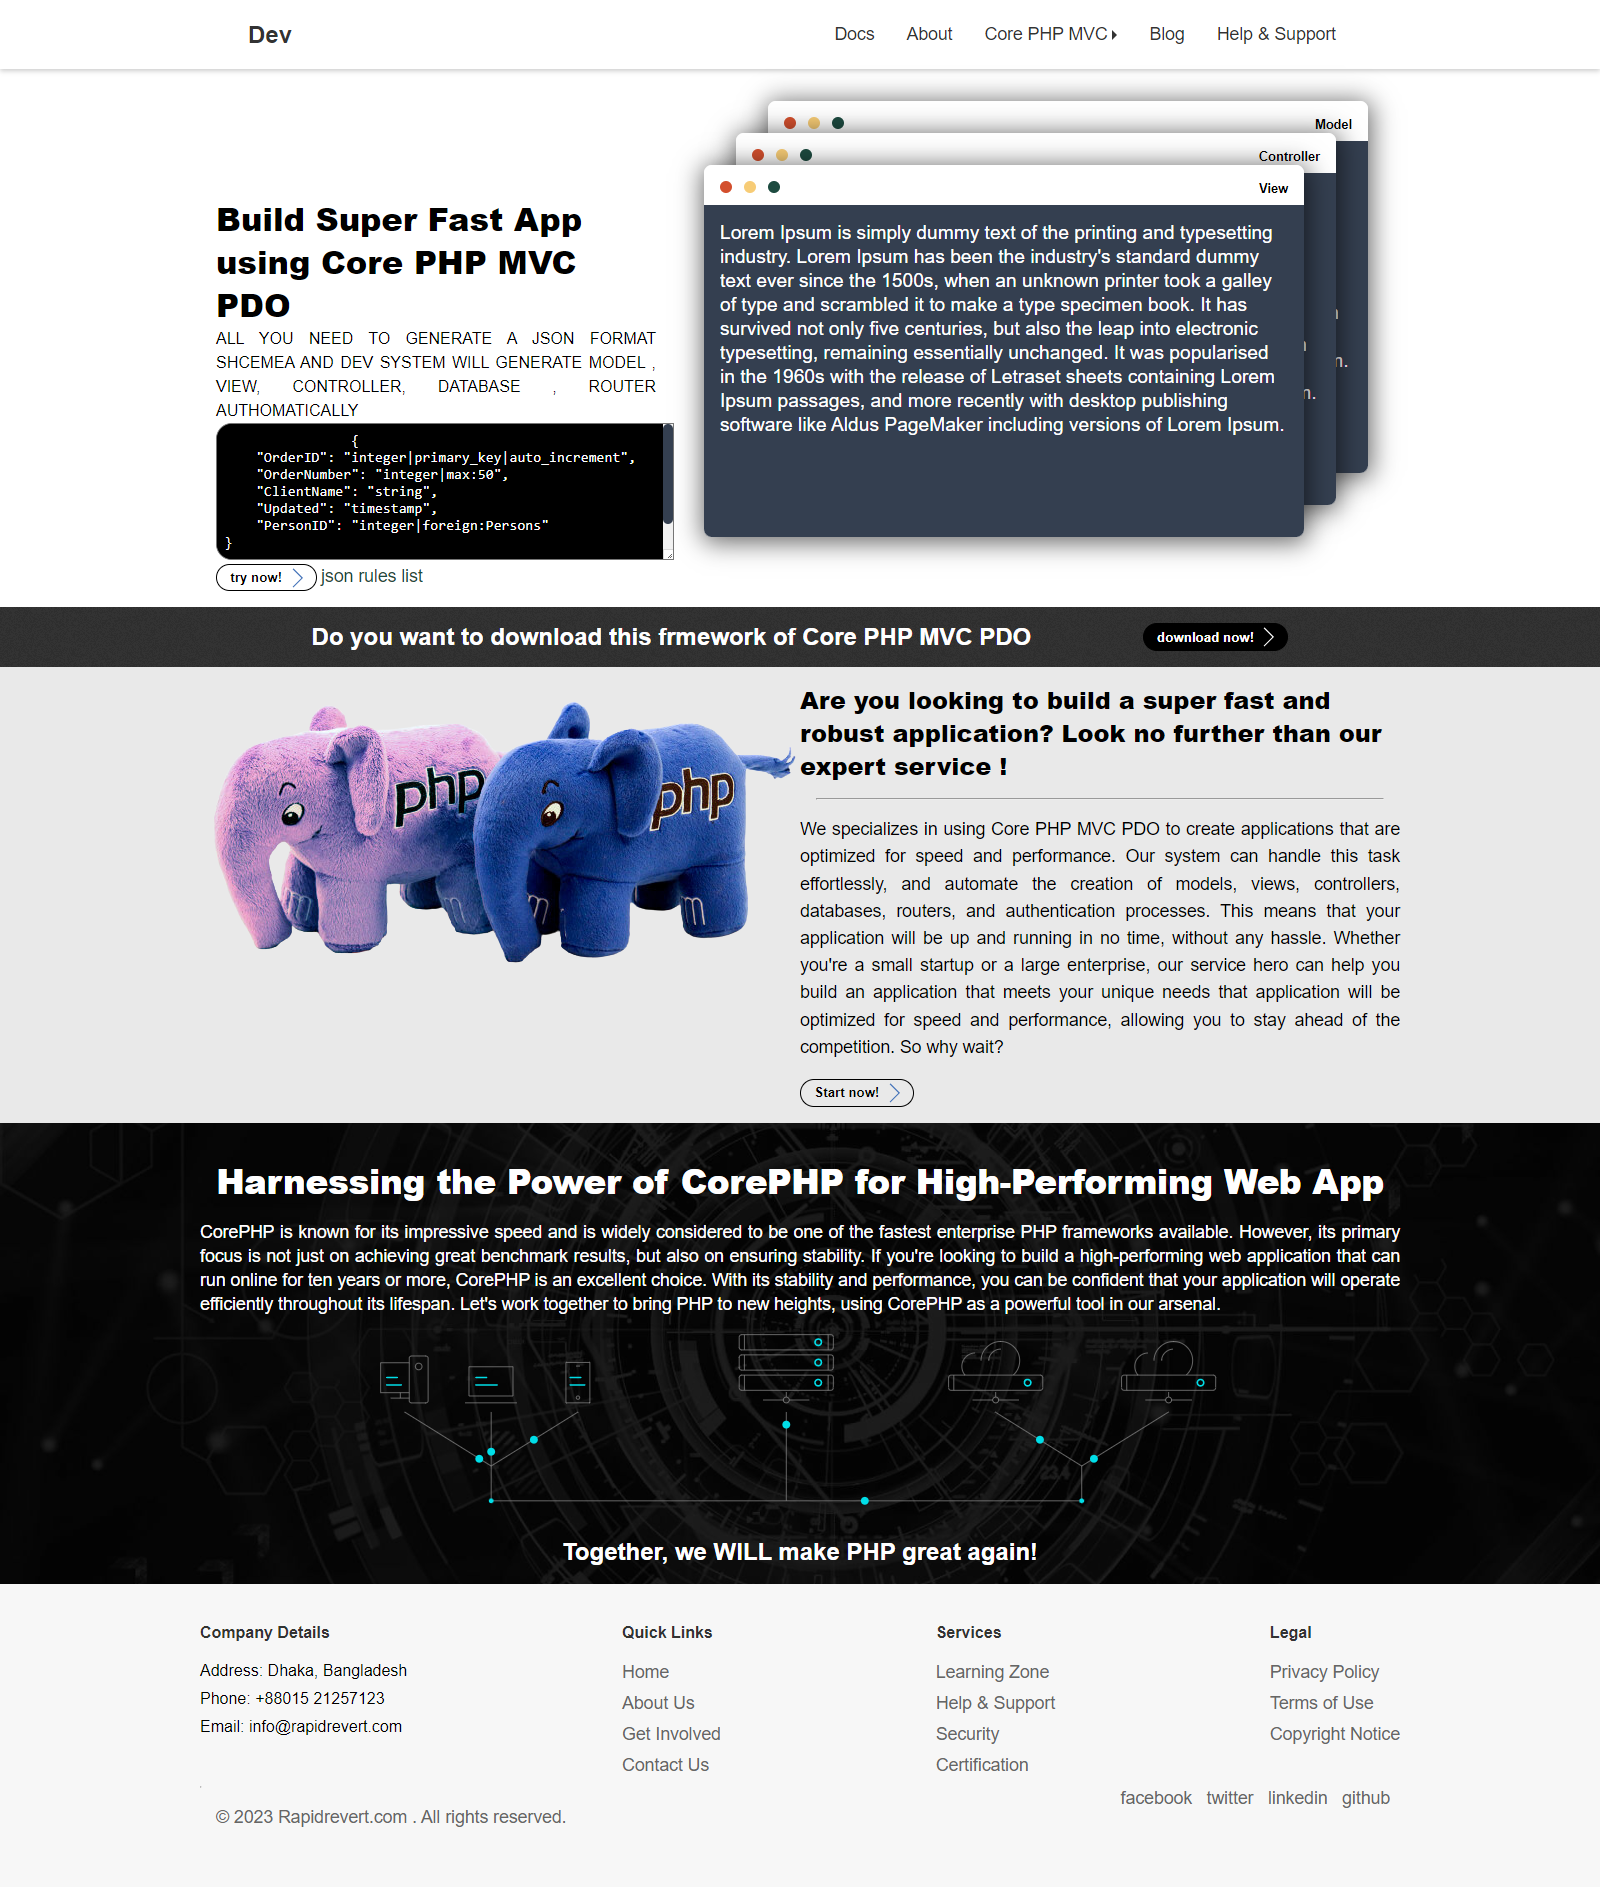 Dev
Docs
About
Core PHP MVC
Blog
Help & Support
Model
Controller
View
Lorem Ipsum is simply dummy text of the printing and typesetting
industry. Lorem Ipsum has been the industry's standard dummy
text ever since the 1500s, when an unknown printer took a galley
of type and scrambled it to make a type specimen book. It has
survived not only five centuries, but also the leap into electronic
typesetting, remaining essentially unchanged. It was popularised
in the 1960s with the release of Letraset sheets containing Lorem
Ipsum passages, and more recently with desktop publishing
software like Aldus PageMaker including versions of Lorem Ipsum.
Build Super Fast App
using Core PHP MVC
PDO
ALL YOU NEED TO GENERATE A JSON FORMAT
SHCEMEA AND DEV SYSTEM WILL GENERATE MODEL ,
VIEW, CONTROLLER, DATABASE , ROUTER
AUTHOMATICALLY
{
"OrderID": "integer|primary_key|auto_increment",
"OrderNumber": "integer|max:50",
"ClientName": "string",
"Updated": "timestamp",
"PersonID": "integer|foreign:Persons"
}
try now!
json rules list
Do you want to download this frmework of Core PHP MVC PDO
download now!
php
php
Are you looking to build a super fast and
robust application? Look no further than our
expert service !
We specializes in using Core PHP MVC PDO to create applications that are
optimized for speed and performance. Our system can handle this task
effortlessly, and automate the creation of models, views, controllers,
databases, routers, and authentication processes. This means that your
application will be up and running in no time, without any hassle. Whether
you're a small startup or a large enterprise, our service hero can help you
build an application that meets your unique needs that application will be
optimized for speed and performance, allowing you to stay ahead of the
competition. So why wait?
Start now!
Harnessing the Power of CorePHP for High-Performing Web App
CorePHP is known for its impressive speed and is widely considered to be one of the fastest enterprise PHP frameworks available. However, its primary
focus is not just on achieving great benchmark results, but also on ensuring stability. If you're looking to build a high-performing web application that can
run online for ten years or more, CorePHP is an excellent choice. With its stability and performance, you can be confident that your application will operate
efficiently throughout its lifespan. Let's work together to bring PHP to new heights, using CorePHP as a powerful tool in our arsenal.
Together, we WILL make PHP great again!
Company Details
Address: Dhaka, Bangladesh
Phone: +88015 21257123
Email: info@rapidrevert.com
Quick Links
Home
About Us
Get Involved
Contact Us
Services
Learning Zone
Help & Support
Security
Certification
Legal
Privacy Policy
Terms of Use
Copyright Notice
facebook twitter linkedin github
© 2023 Rapidrevert.com . All rights reserved.